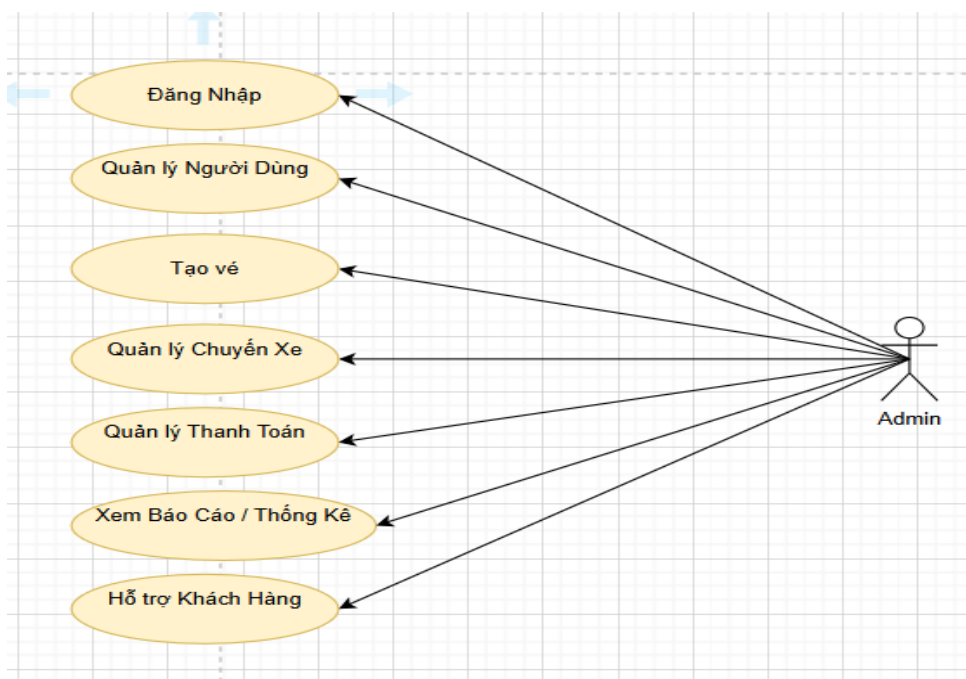 Đăng Nhập
Quản lý Người Dùng
Tạo vé
Quản lý Chuyến Xe
Quản lý Thanh Toán
Xem Báo Cáo / Thống Kê
Hỗ trợ Khách Hàng
Admin